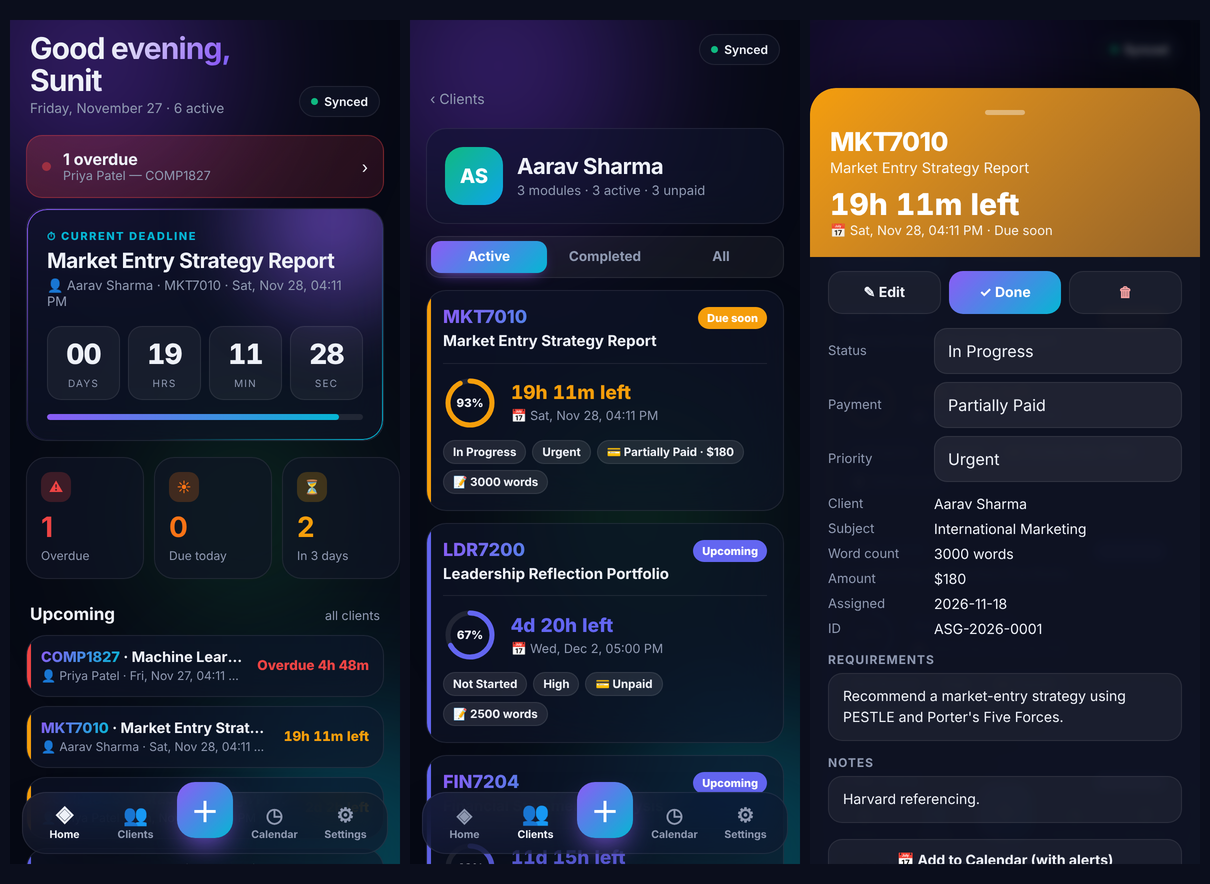 Good evening,
Sunit
Friday, November 27 · 6 active
Synced
1 overdue
Priya Patel — COMP1827
›
⏱ CURRENT DEADLINE
Market Entry Strategy Report
👤 Aarav Sharma · MKT7010 · Sat, Nov 28, 04:11
PM
00 19 11 28
DAYS HRS MIN SEC
1 0 2
Overdue Due today In 3 days
Upcoming all clients
COMP1827 · Machine Lear... Overdue 4h 48m
👤 Priya Patel · Fri, Nov 27, 04:11 ...
MKT7010 · Market Entry Strat... 19h 11m left
👤 Aarav Sharma · Sat, Nov 28, 04:11 ...
Home Clients + Calendar Settings
Synced
‹ Clients
AS
Aarav Sharma
3 modules · 3 active · 3 unpaid
Active Completed All
MKT7010 Due soon
Market Entry Strategy Report
93% 19h 11m left
📅 Sat, Nov 28, 04:11 PM
In Progress Urgent 💳 Partially Paid · $180
📝 3000 words
LDR7200 Upcoming
Leadership Reflection Portfolio
67% 4d 20h left
📅 Wed, Dec 2, 05:00 PM
Not Started High 💳 Unpaid
📝 2500 words
FIN7204 Upcoming
11d 15h left
Home Clients + Calendar Settings
Synced
MKT7010
Market Entry Strategy Report
19h 11m left
📅 Sat, Nov 28, 04:11 PM · Due soon
✎ Edit ✓ Done 🗑
Status In Progress
Payment Partially Paid
Priority Urgent
Client Aarav Sharma
Subject International Marketing
Word count 3000 words
Amount $180
Assigned 2026-11-18
ID ASG-2026-0001
REQUIREMENTS
Recommend a market-entry strategy using
PESTLE and Porter's Five Forces.
NOTES
Harvard referencing.
📅 Add to Calendar (with alerts)